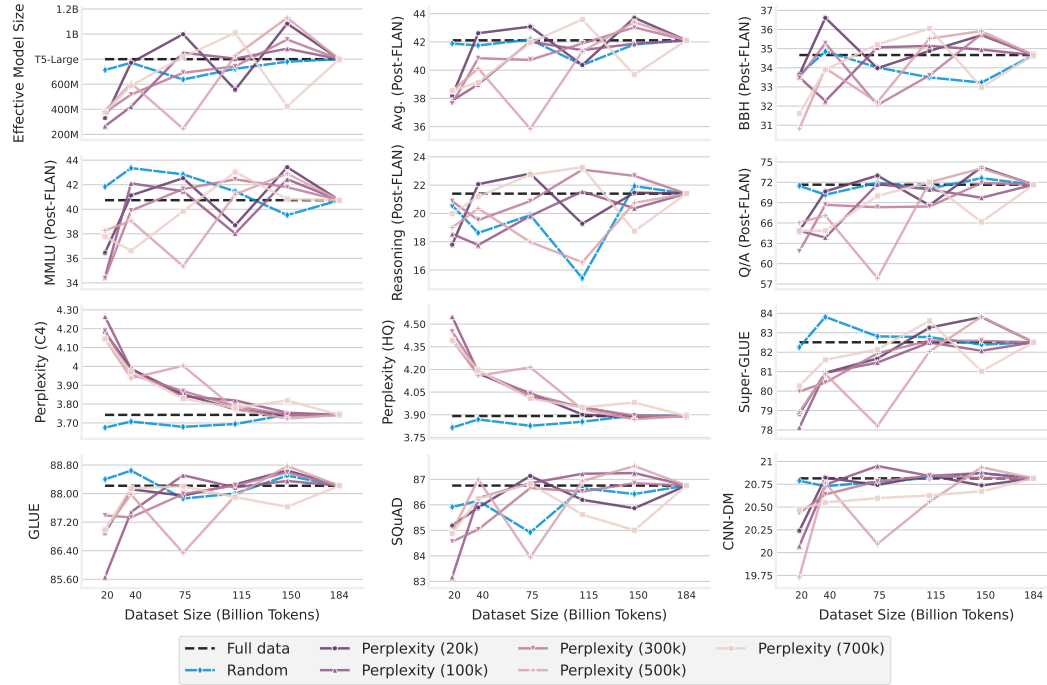 Effective Model Size
1.2B
1B
T5-Large
800M
600M
400M
200M
Avg. (Post-FLAN)
44
42
40
38
36
BBH (Post-FLAN)
37
36
35
34
33
32
31
MMLU (Post-FLAN)
44
42
40
38
36
34
Reasoning (Post-FLAN)
24
22
20
18
16
Q/A (Post-FLAN)
75
72
69
66
63
60
57
Perplexity (C4)
4.30
4.20
4.10
4
3.90
3.80
3.70
Perplexity (HQ)
4.50
4.35
4.20
4.05
3.90
3.75
Super-GLUE
84
82
81
80
79
78
GLUE
88.80
88.00
87.20
86.40
85.60
20 40 75 115 150 184
Dataset Size (Billion Tokens)
SQuAD
87
86
85
84
83
20 40 75 115 150 184
Dataset Size (Billion Tokens)
CNN-DM
21
20.75
20.50
20.25
20
19.75
20 40 75 115 150 184
Dataset Size (Billion Tokens)
Full data
Random
Perplexity (20k)
Perplexity (100k)
Perplexity (300k)
Perplexity (500k)
Perplexity (700k)